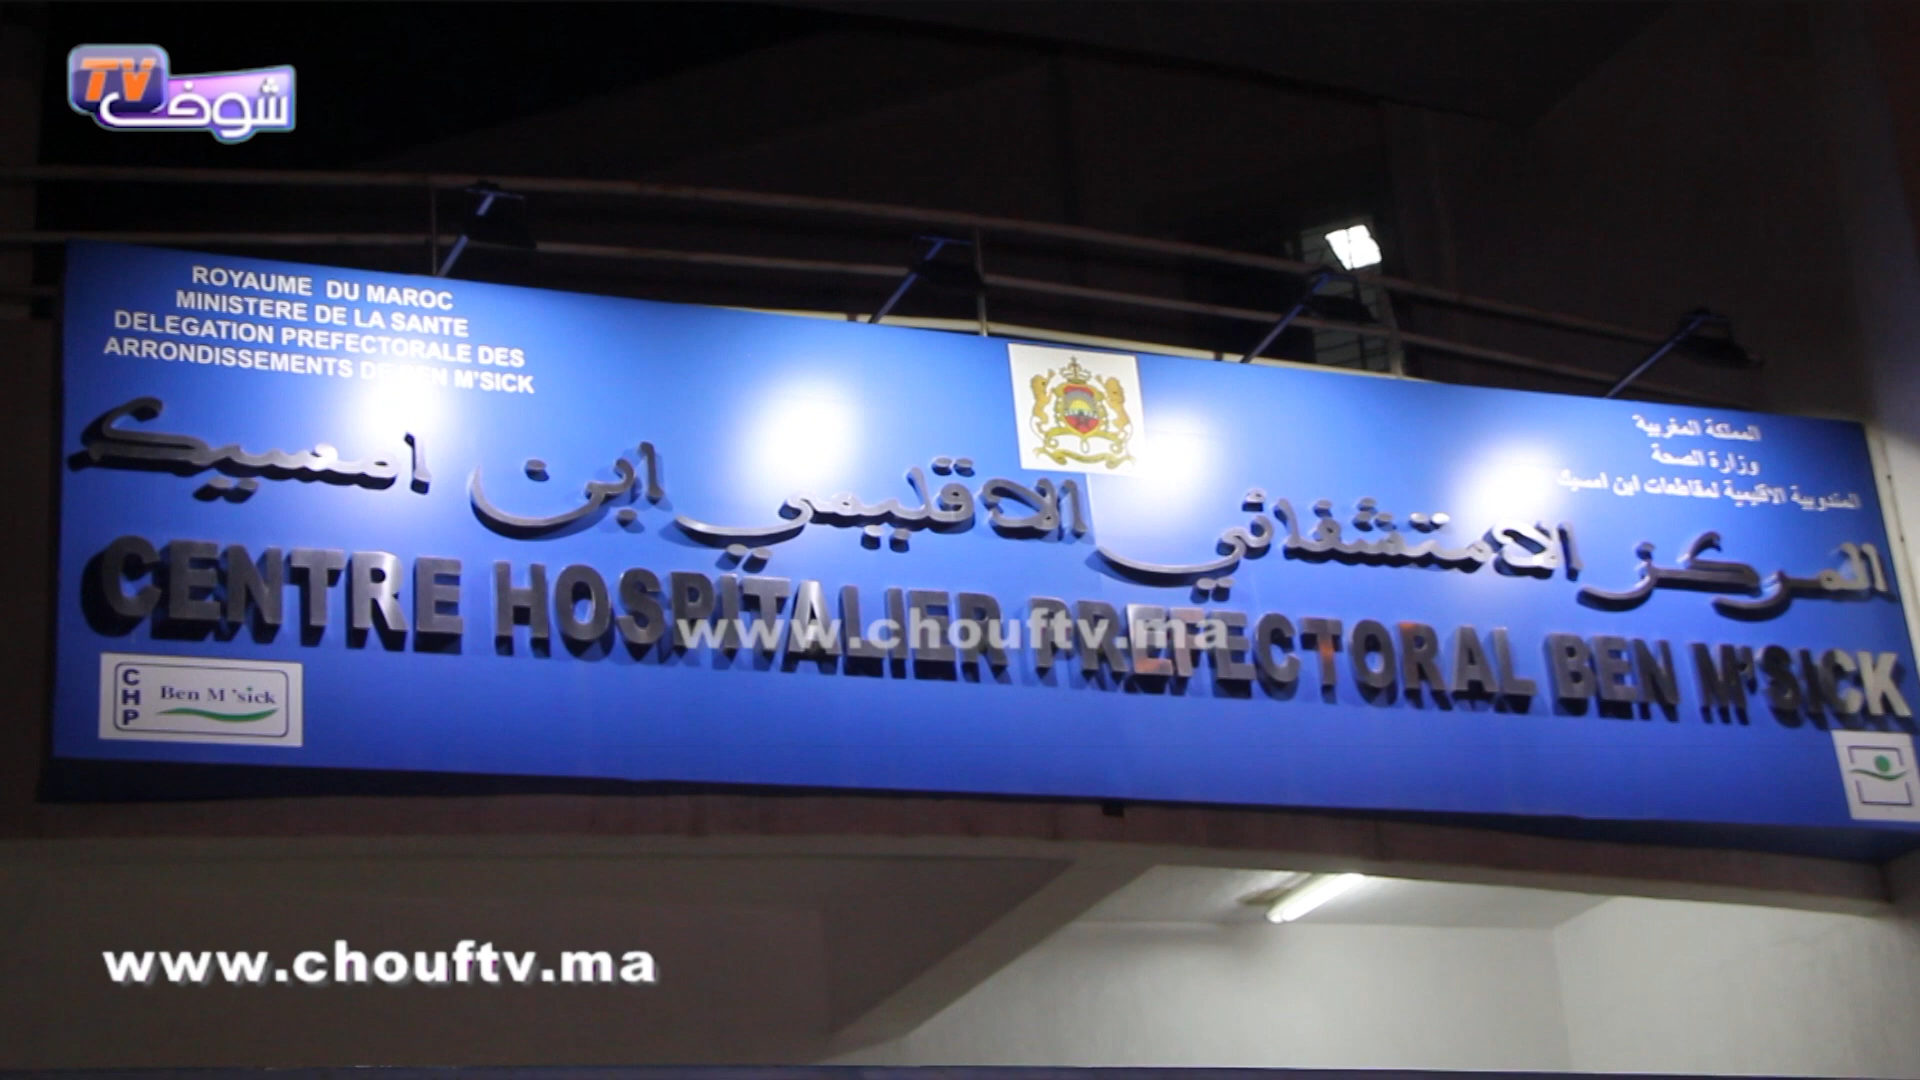 TV شوف
ROYAUME DU MAROC
MINISTERE DE LA SANTE
DELEGATION PREFECTORALE DES
ARRONDISSEMENTS DE BEN M'SICK
المملكة المغربية
وزارة الصحة
المندوبية الاقليمية لمقاطعات ابن امسيك
المركز الاستشفائي الاقليمي ابن امسيك
CENTRE HOSPITALIER PREFECTORAL BEN M'SICK
www.chouftv.ma
CHP
Ben M'sick
www.chouftv.ma